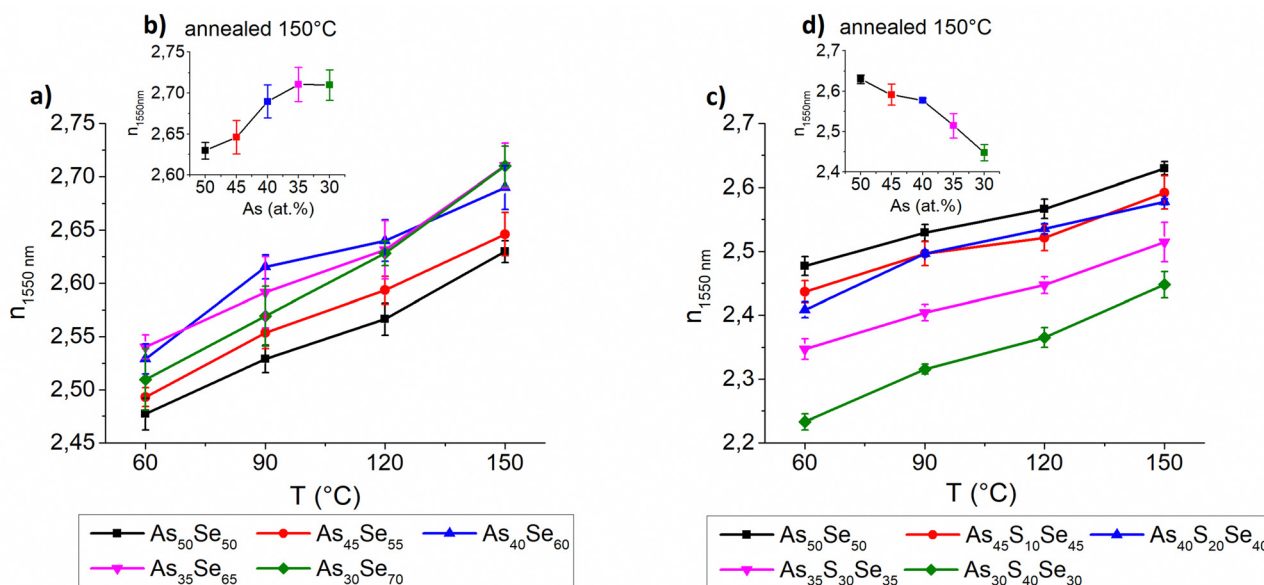 b) annealed 150°C
2,75
2,70
2,65
2,60
n1550nm
50 45 40 35 30
As (at.%)
a)
2,75
2,70
2,65
2,60
2,55
2,50
2,45
n1550 nm
60 90 120 150
T (°C)
As50Se50 As45Se55 As40Se60
As35Se65 As30Se70
d) annealed 150°C
2,7
2,6
2,5
2,4
n1550nm
50 45 40 35 30
As (at.%)
c)
2,7
2,6
2,5
2,4
2,3
2,2
n1550 nm
60 90 120 150
T (°C)
As50Se50 As45S10Se45 As40S20Se40
As35S30Se35 As30S40Se30